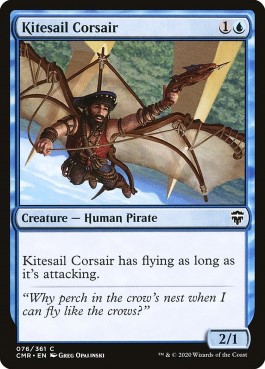 Kitesail Corsair 1
Creature — Human Pirate
Kitesail Corsair has flying as long as
it's attacking.
"Why perch in the crow's nest when I
can fly like the crows?"
2/1
076/361 C
CMR • EN GREG OPALINSKI ™ & © 2020 Wizards of the Coast